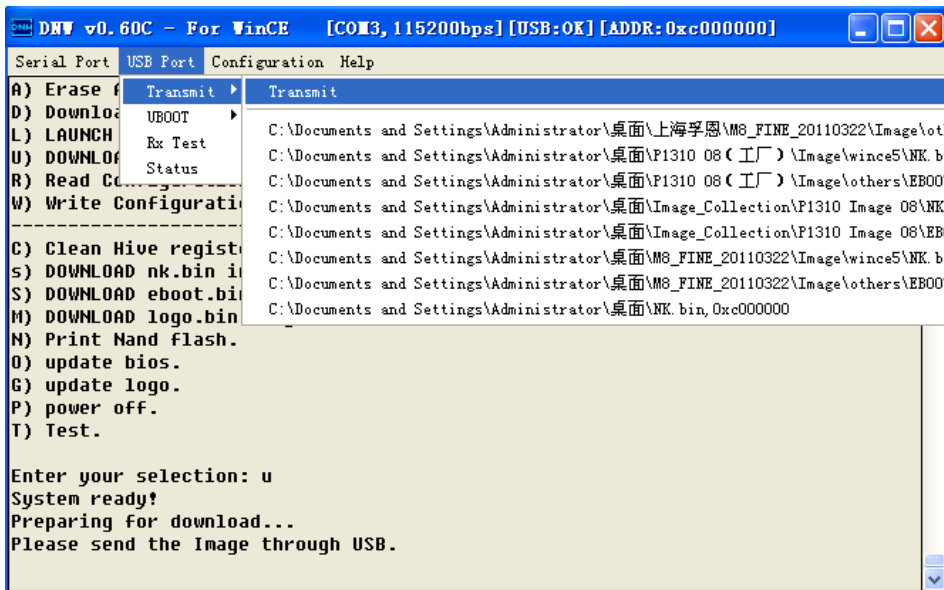 DNW v0.60C - For WinCE [COM3,115200bps][USB:OK][ADDR:0xc000000]
Serial Port USB Port Configuration Help
Transmit
UBOOT
Rx Test
Status
Transmit
C:\Documents and Settings\Administrator\桌面\上海孚恩\M8_FINE_20110322\Image\ot
C:\Documents and Settings\Administrator\桌面\P1310 08(工厂)\Image\wince5\NK.b
C:\Documents and Settings\Administrator\桌面\P1310 08(工厂)\Image\others\EBOO
C:\Documents and Settings\Administrator\桌面\Image_Collection\P1310 Image 08\NK
C:\Documents and Settings\Administrator\桌面\Image_Collection\P1310 Image 08\EB
C:\Documents and Settings\Administrator\桌面\M8_FINE_20110322\Image\wince5\NK.b
C:\Documents and Settings\Administrator\桌面\M8_FINE_20110322\Image\others\EBOO
C:\Documents and Settings\Administrator\桌面\NK.bin,0xc000000
A) Erase
D) Downloa
L) LAUNCH
U) DOWNLOA
R) Read
W) Write Configurati
C) Clean Hive regist
s) DOWNLOAD nk.bin i
S) DOWNLOAD eboot.bi
M) DOWNLOAD logo.bin
N) Print Nand flash.
O) update bios.
G) update logo.
P) power off.
T) Test.
Enter your selection: u
System ready!
Preparing for download...
Please send the Image through USB.